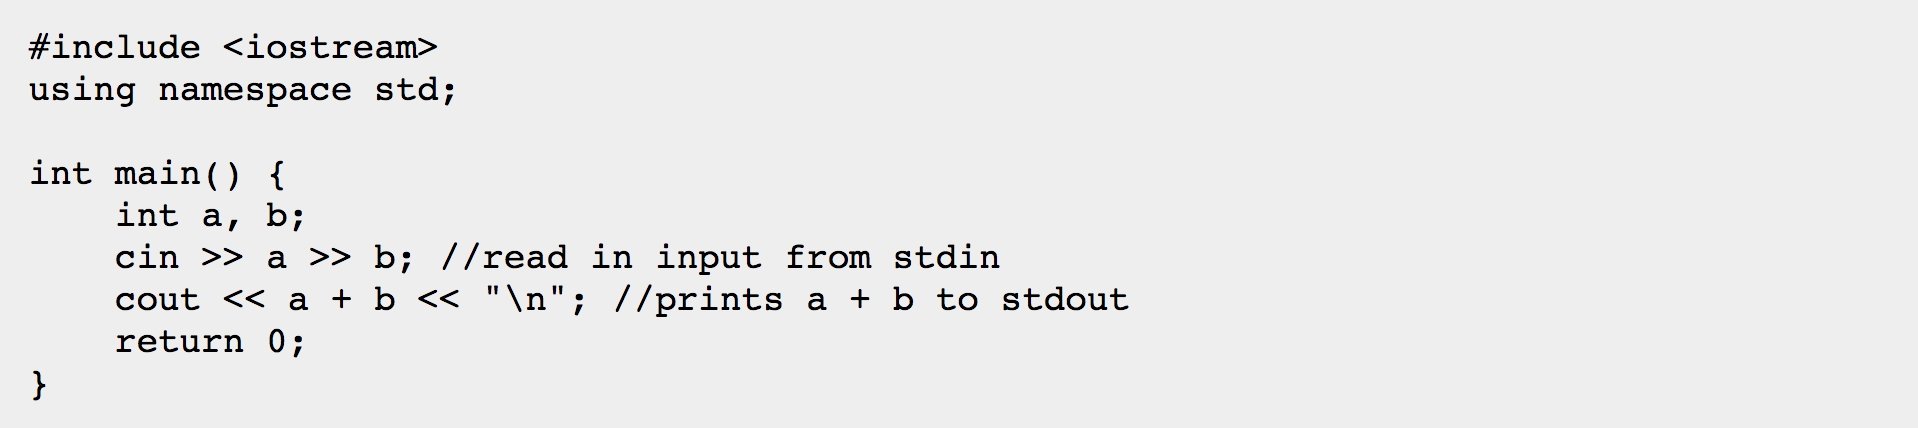 #include <iostream>
using namespace std;

int main() {
    int a, b;
    cin >> a >> b; //read in input from stdin
    cout << a + b << "\n"; //prints a + b to stdout
    return 0;
}